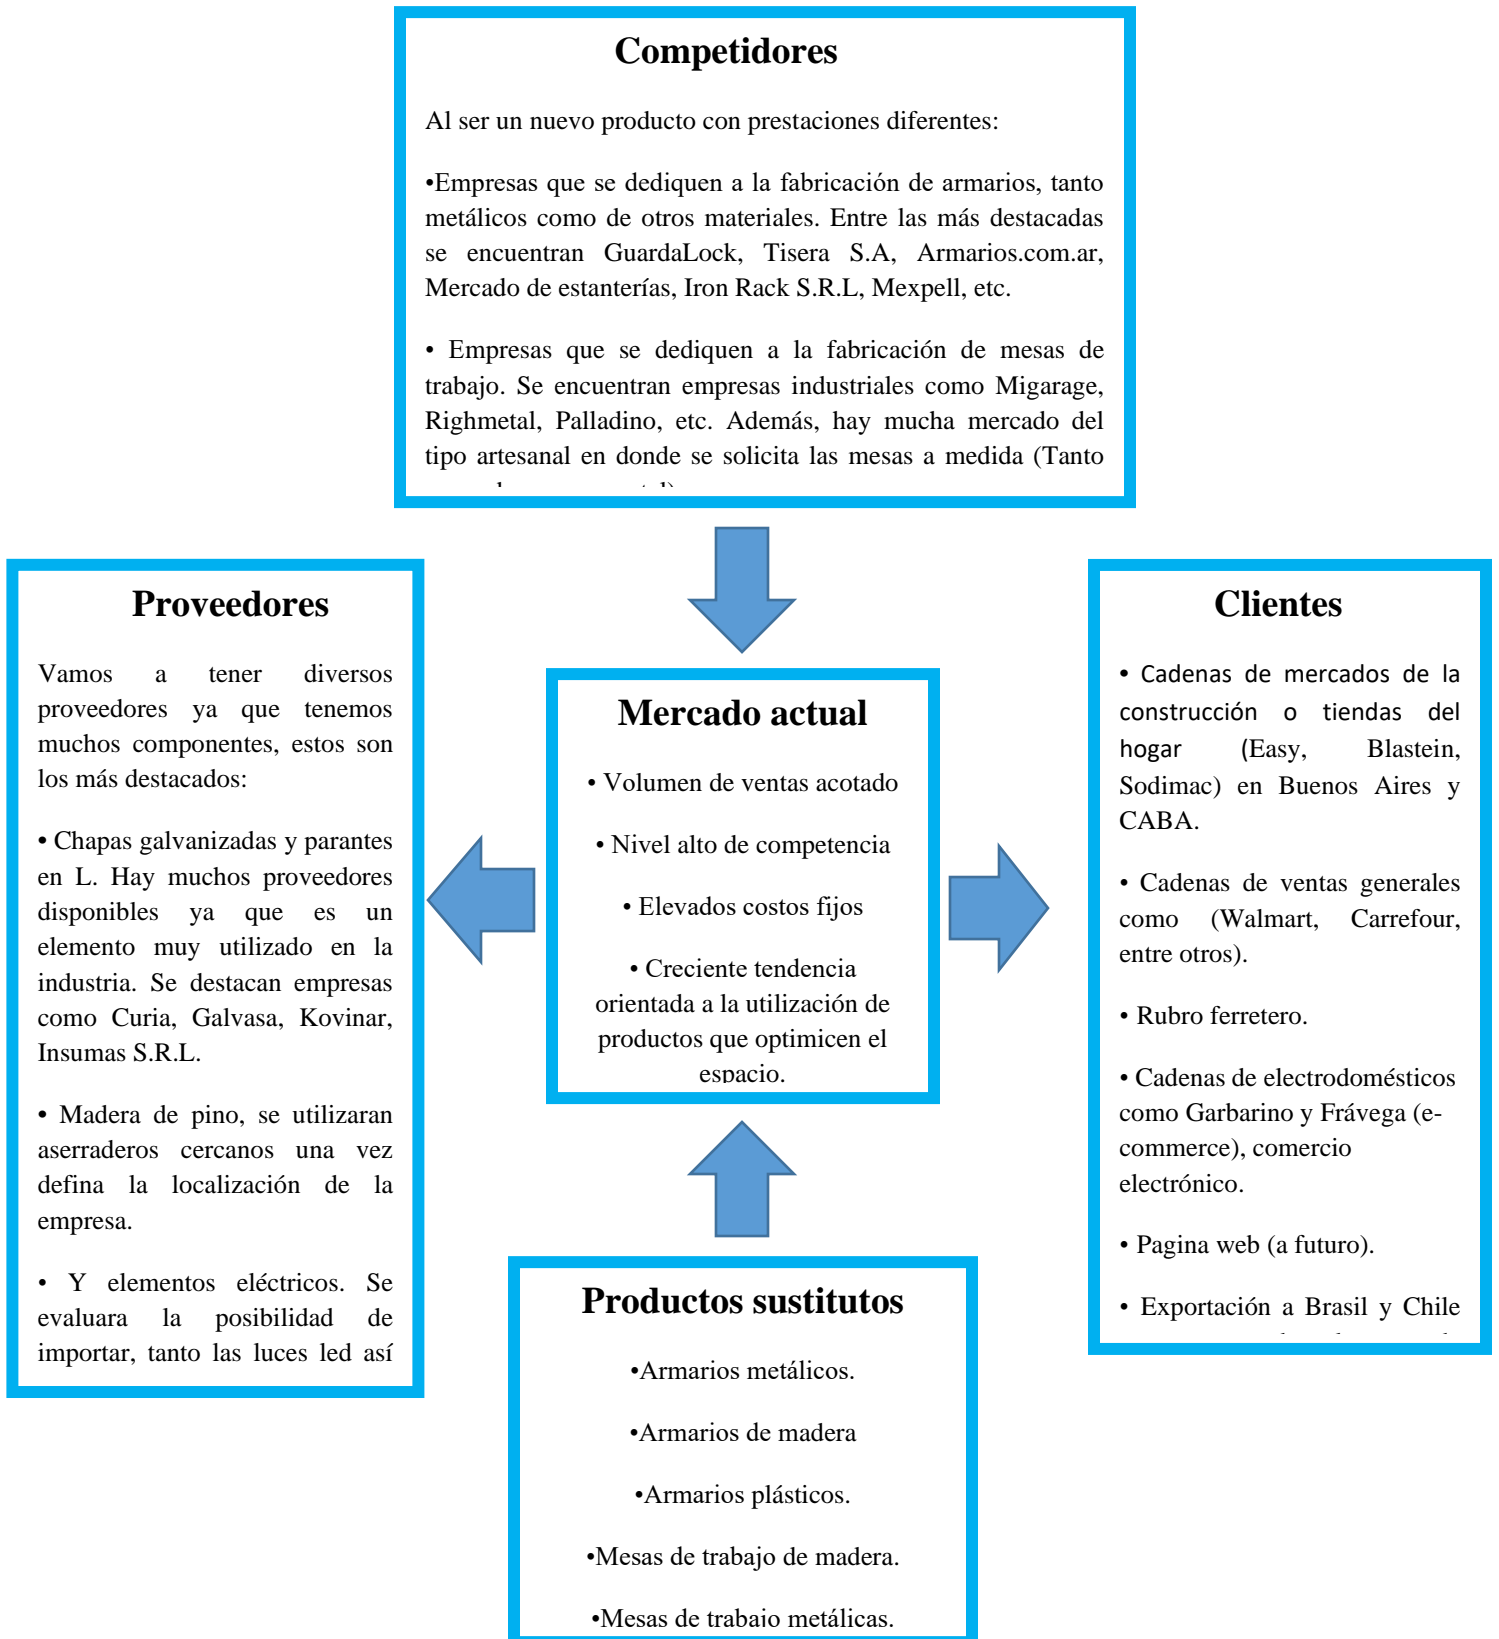 Competidores
Al ser un nuevo producto con prestaciones diferentes:
•Empresas que se dediquen a la fabricación de armarios, tanto
metálicos como de otros materiales. Entre las más destacadas
se encuentran GuardaLock, Tisera S.A, Armarios.com.ar,
Mercado de estanterías, Iron Rack S.R.L, Mexpell, etc.
• Empresas que se dediquen a la fabricación de mesas de
trabajo. Se encuentran empresas industriales como Migarage,
Righmetal, Palladino, etc. Además, hay mucha mercado del
tipo artesanal en donde se solicita las mesas a medida (Tanto
Proveedores
Vamos a tener diversos
proveedores ya que tenemos
muchos componentes, estos son
los más destacados:
• Chapas galvanizadas y parantes
en L. Hay muchos proveedores
disponibles ya que es un
elemento muy utilizado en la
industria. Se destacan empresas
como Curia, Galvasa, Kovinar,
Insumas S.R.L.
• Madera de pino, se utilizaran
aserraderos cercanos una vez
defina la localización de la
empresa.
• Y elementos eléctricos. Se
evaluara la posibilidad de
importar, tanto las luces led así
Mercado actual
• Volumen de ventas acotado
• Nivel alto de competencia
• Elevados costos fijos
• Creciente tendencia
orientada a la utilización de
productos que optimicen el
espacio.
Clientes
• Cadenas de mercados de la
construcción o tiendas del
hogar (Easy, Blastein,
Sodimac) en Buenos Aires y
CABA.
• Cadenas de ventas generales
como (Walmart, Carrefour,
entre otros).
• Rubro ferretero.
• Cadenas de electrodomésticos
como Garbarino y Frávega (e-
commerce), comercio
electrónico.
• Pagina web (a futuro).
• Exportación a Brasil y Chile
Productos sustitutos
•Armarios metálicos.
•Armarios de madera
•Armarios plásticos.
•Mesas de trabajo de madera.
•Mesas de trabajo metálicas.